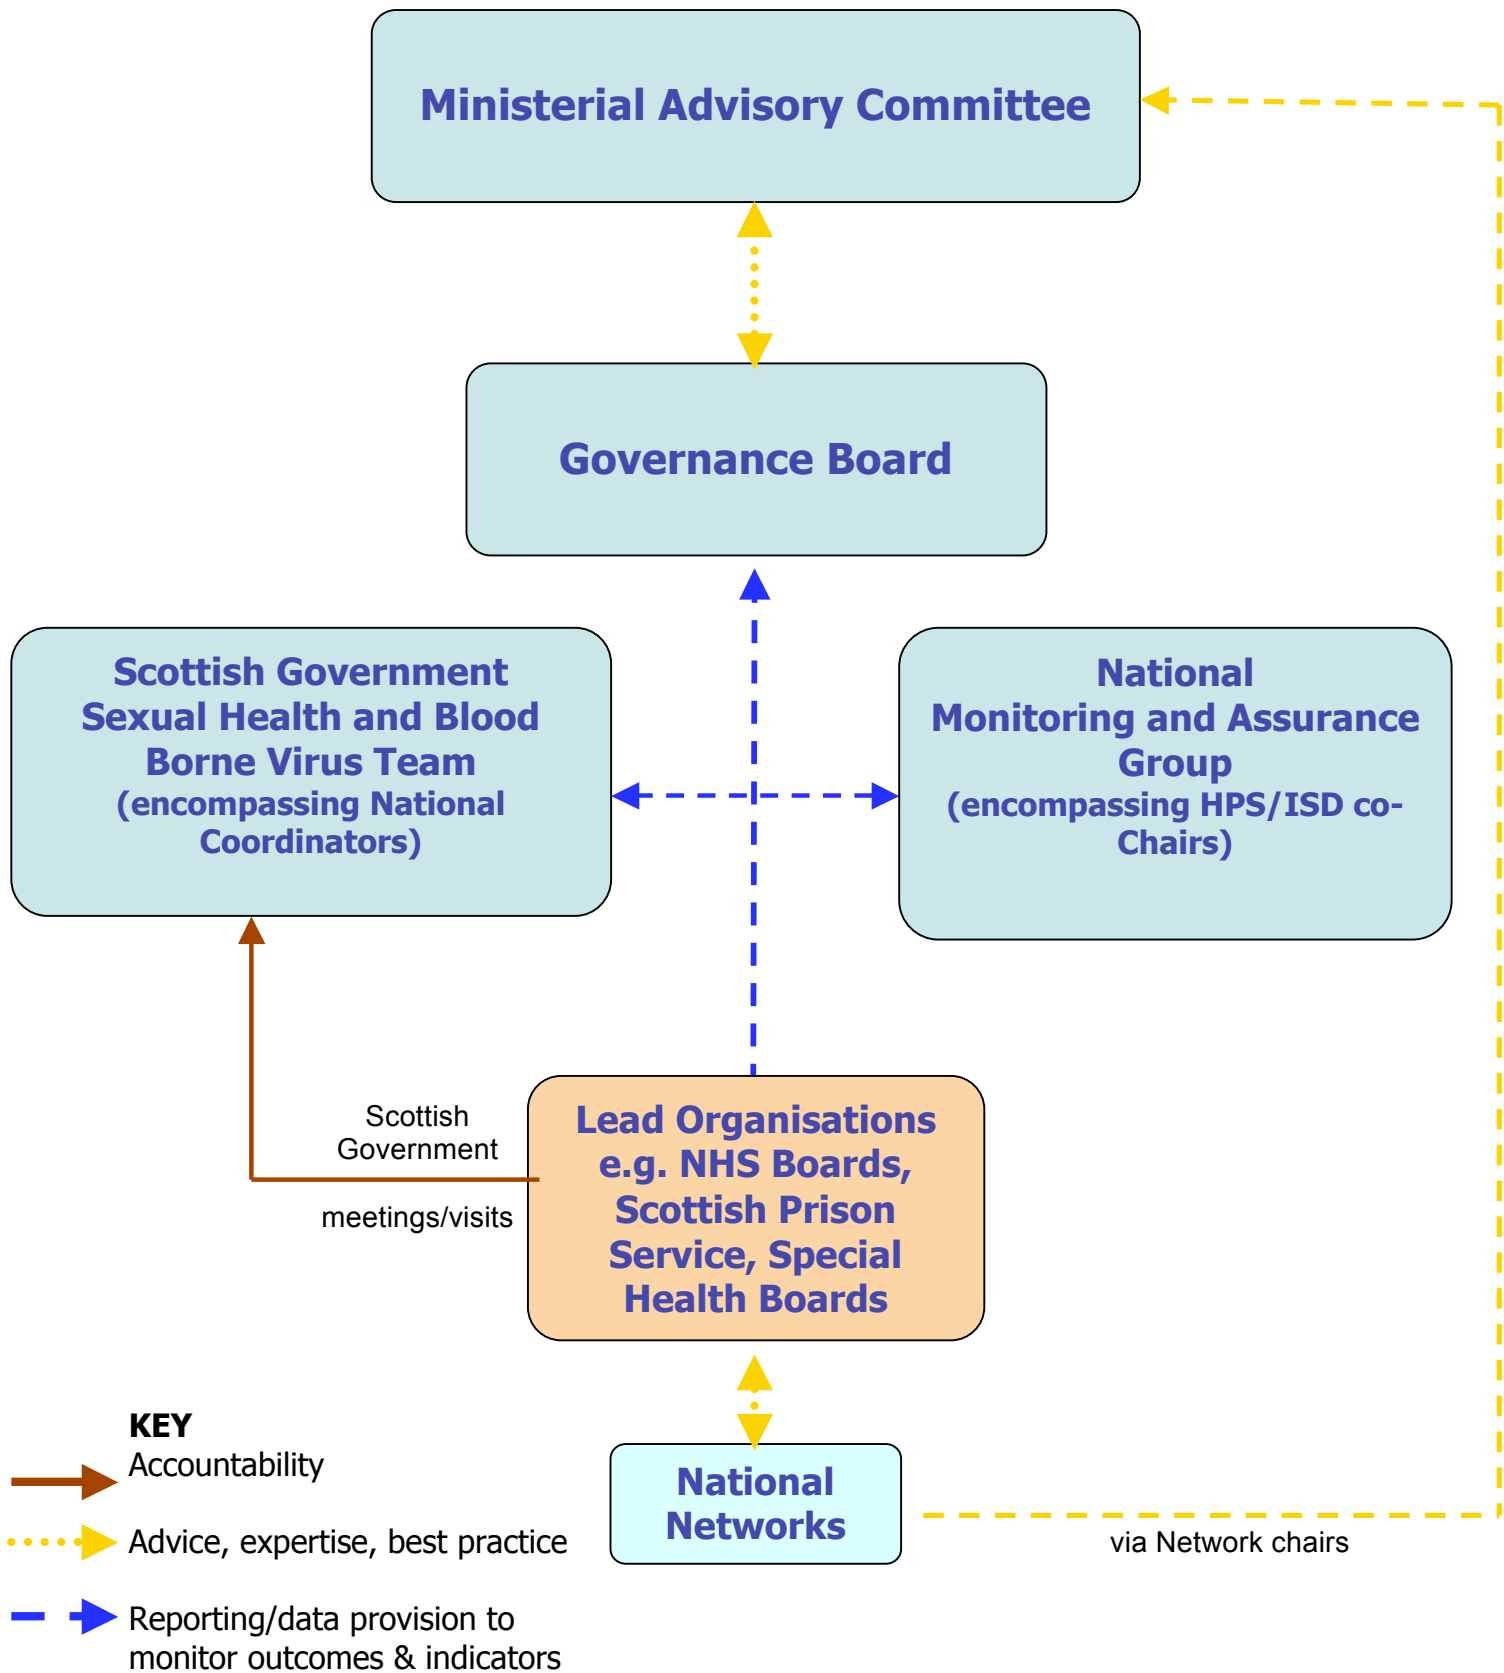 Ministerial Advisory Committee
Governance Board
Scottish Government
Sexual Health and Blood
Borne Virus Team
(encompassing National
Coordinators)
National
Monitoring and Assurance
Group
(encompassing HPS/ISD co-
Chairs)
Scottish
Government
meetings/visits
Lead Organisations
e.g. NHS Boards,
Scottish Prison
Service, Special
Health Boards
National
Networks
via Network chairs
KEY
Accountability
Advice, expertise, best practice
Reporting/data provision to
monitor outcomes & indicators